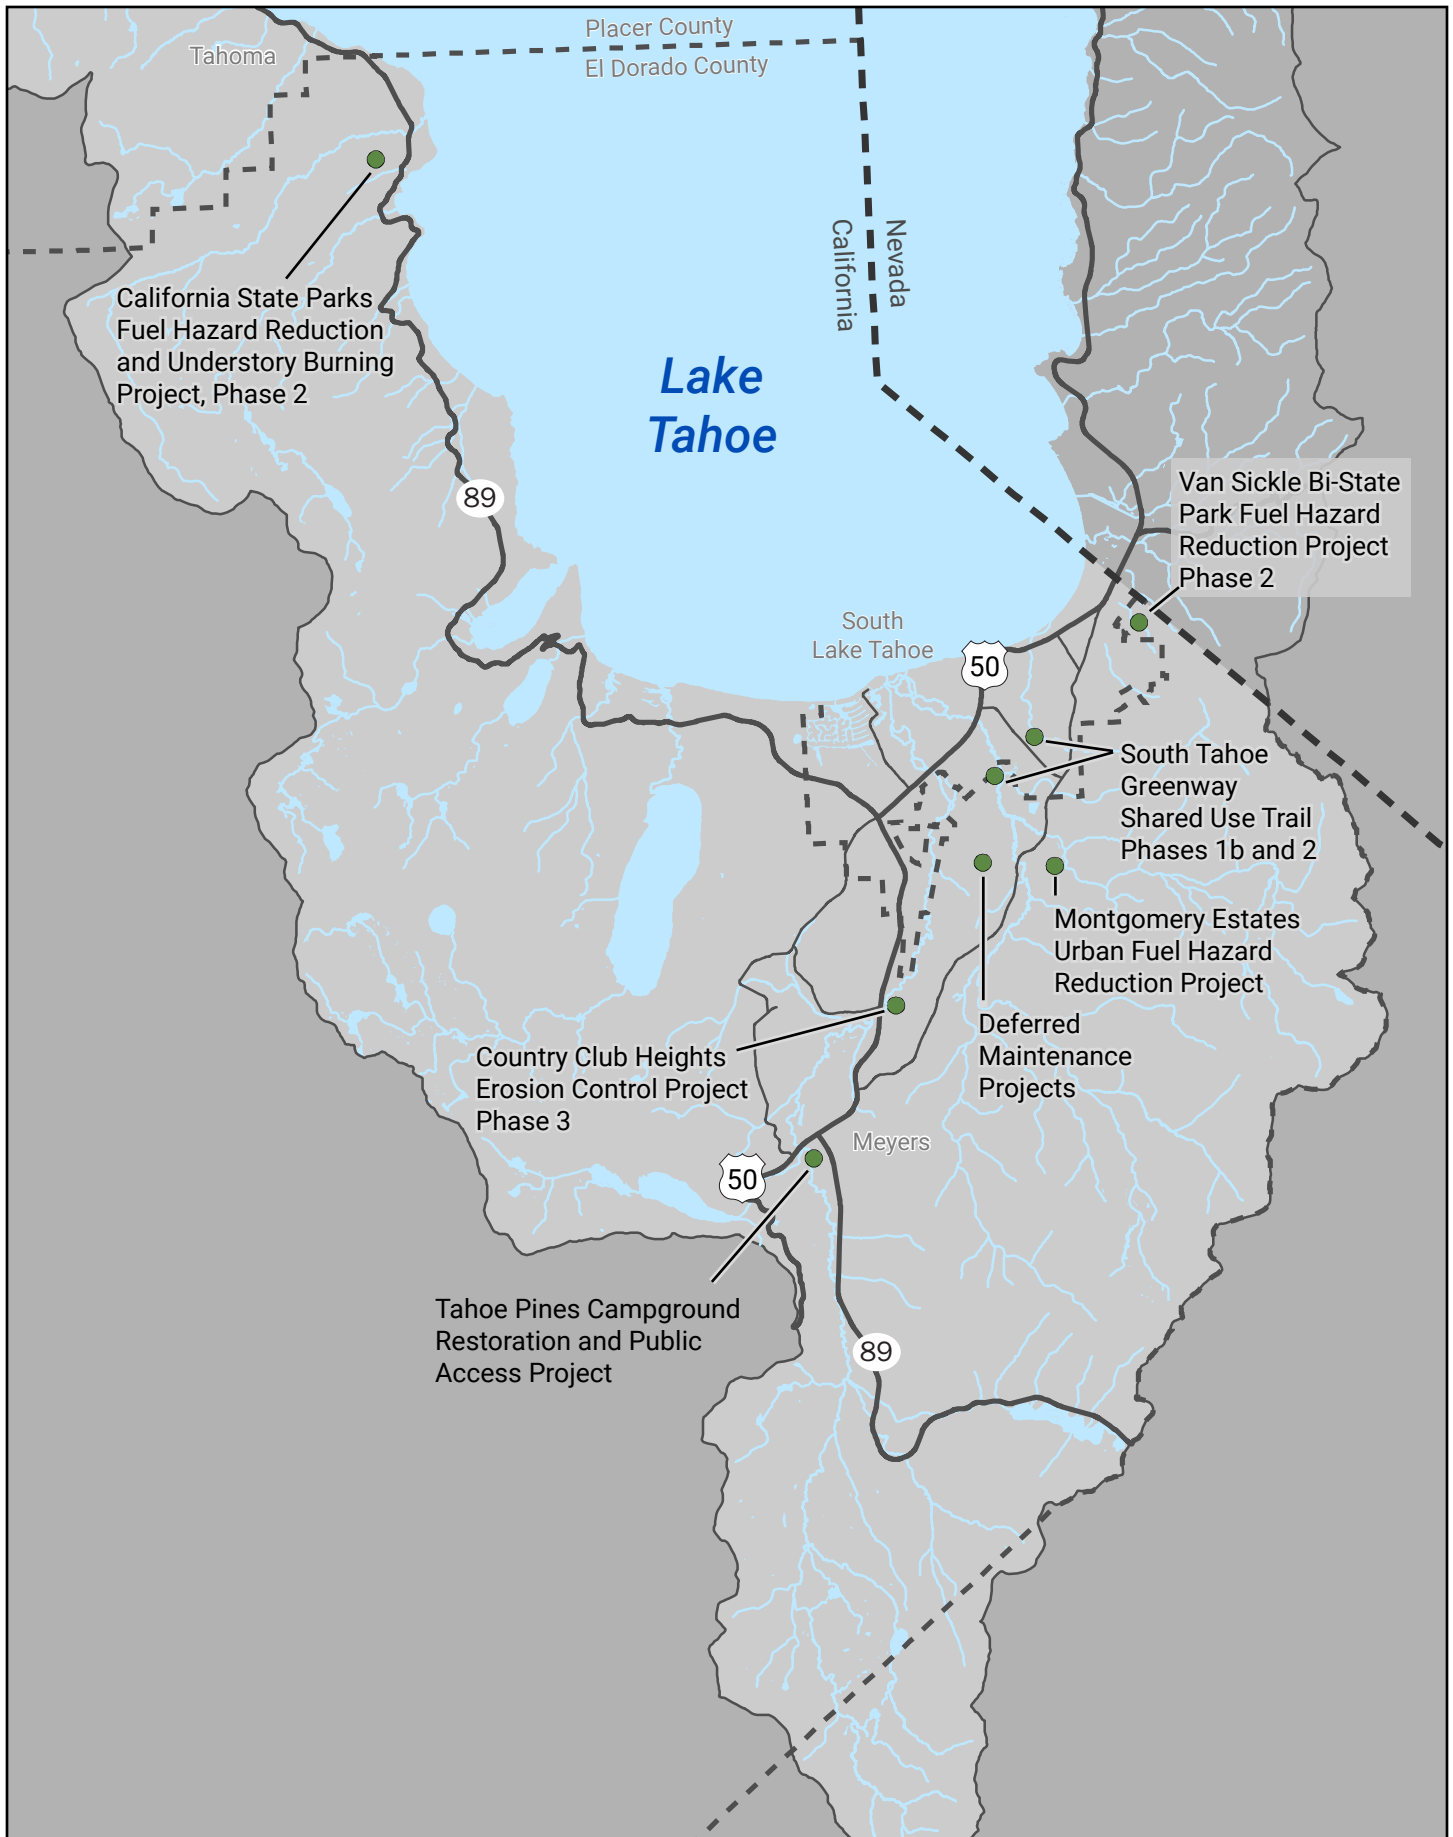 Placer County
Tahoma
El Dorado County
California
Nevada
California State Parks
Fuel Hazard Reduction
and Understory Burning
Project, Phase 2
Lake
Tahoe
89
Van Sickle Bi-State
Park Fuel Hazard
Reduction Project
Phase 2
South
Lake Tahoe
50
South Tahoe
Greenway
Shared Use Trail
Phases 1b and 2
Montgomery Estates
Urban Fuel Hazard
Reduction Project
Deferred
Maintenance
Projects
Country Club Heights
Erosion Control Project
Phase 3
Meyers
50
Tahoe Pines Campground
Restoration and Public
Access Project
89